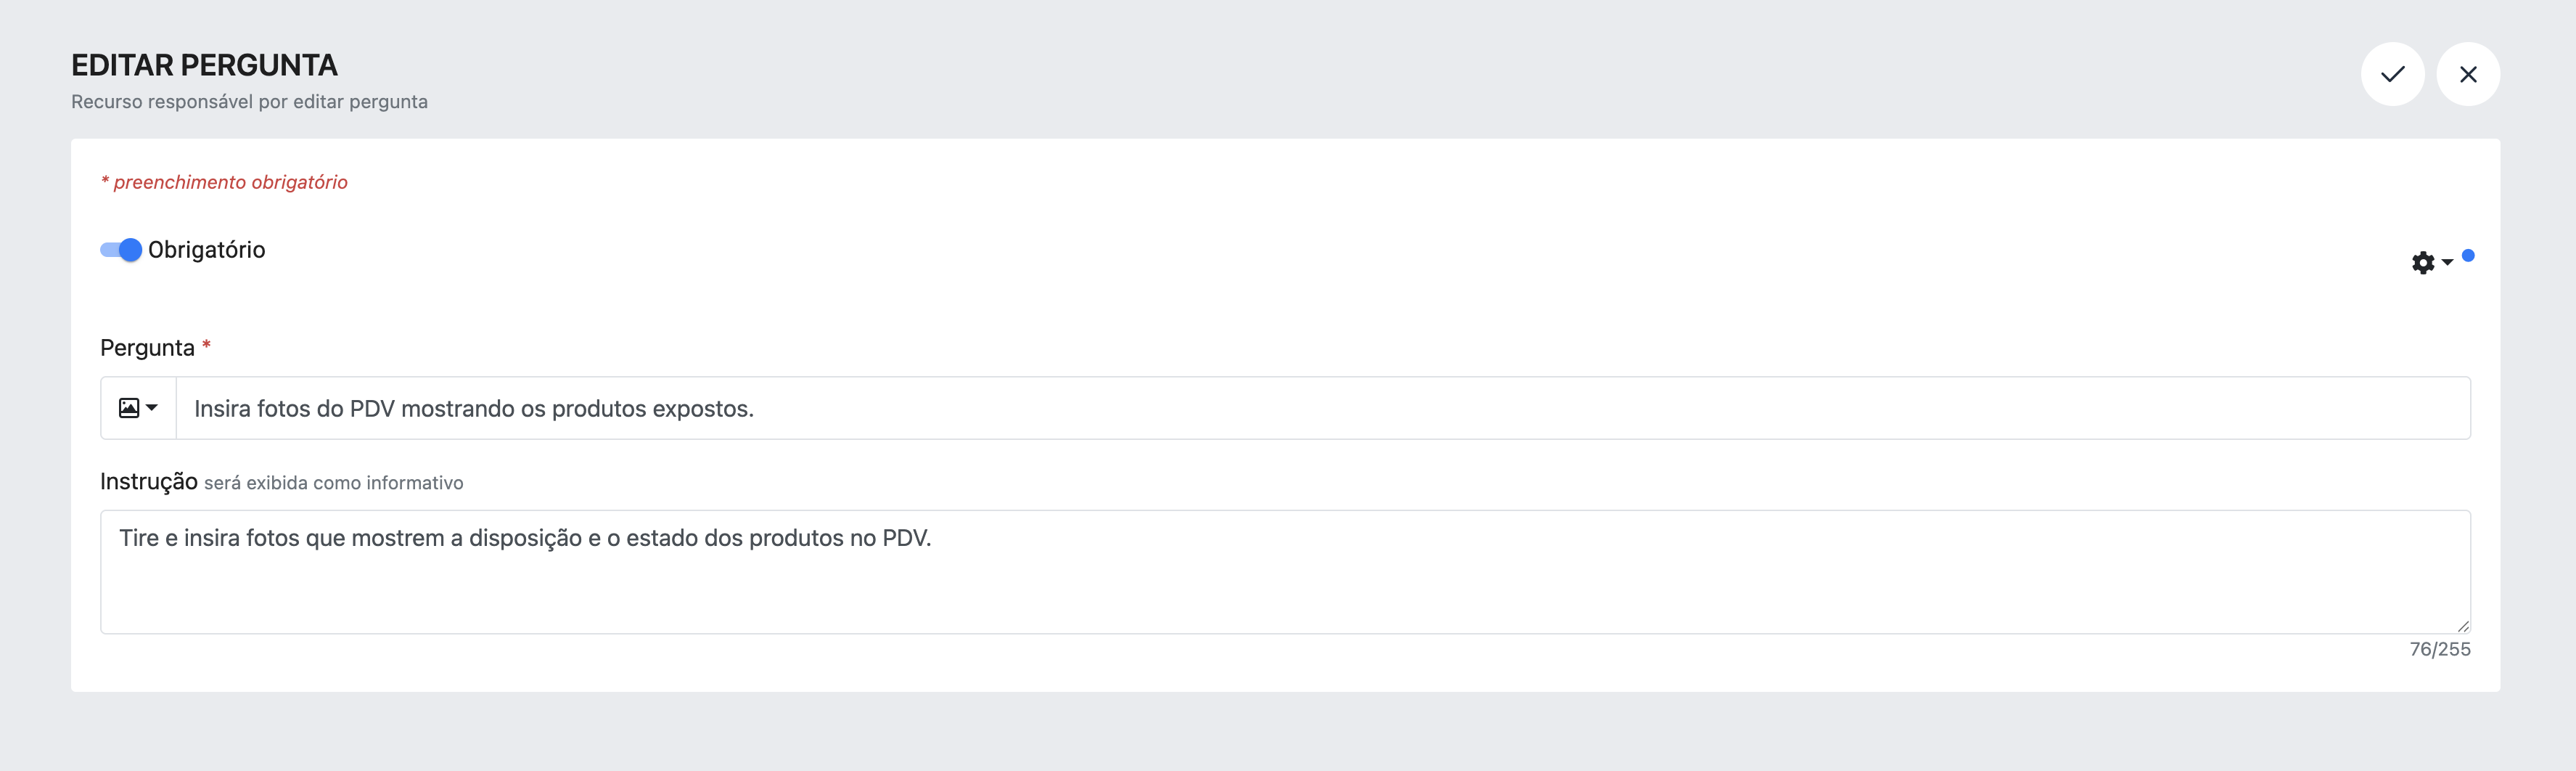 EDITAR PERGUNTA
Recurso responsável por editar pergunta
* preenchimento obrigatório
Obrigatório
Pergunta *
Insira fotos do PDV mostrando os produtos expostos.
Instrução será exibida como informativo
Tire e insira fotos que mostrem a disposição e o estado dos produtos no PDV.
76/255